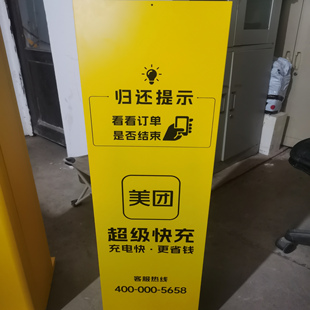 归还提示
看看订单
是否结束
美团
超级快充
充电快·更省钱
客服热线
400-000-5658